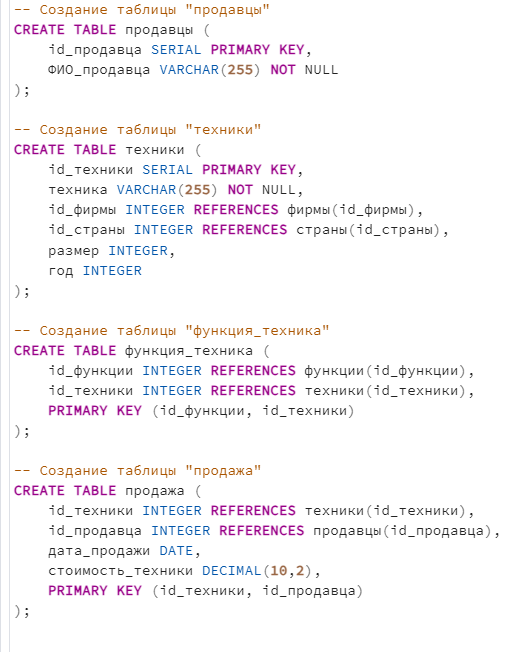 -- Создание таблицы "продавцы"
CREATE TABLE продавцы (
    id_продавца SERIAL PRIMARY KEY,
    ФИО_продавца VARCHAR(255) NOT NULL
);

-- Создание таблицы "техники"
CREATE TABLE техники (
    id_техники SERIAL PRIMARY KEY,
    техника VARCHAR(255) NOT NULL,
    id_фирмы INTEGER REFERENCES фирмы(id_фирмы),
    id_страны INTEGER REFERENCES страны(id_страны),
    размер INTEGER,
    год INTEGER
);

-- Создание таблицы "функция_техника"
CREATE TABLE функция_техника (
    id_функции INTEGER REFERENCES функции(id_функции),
    id_техники INTEGER REFERENCES техники(id_техники),
    PRIMARY KEY (id_функции, id_техники)
);

-- Создание таблицы "продажа"
CREATE TABLE продажа (
    id_техники INTEGER REFERENCES техники(id_техники),
    id_продавца INTEGER REFERENCES продавцы(id_продавца),
    дата_продажи DATE,
    стоимость_техники DECIMAL(10,2),
    PRIMARY KEY (id_техники, id_продавца)
);